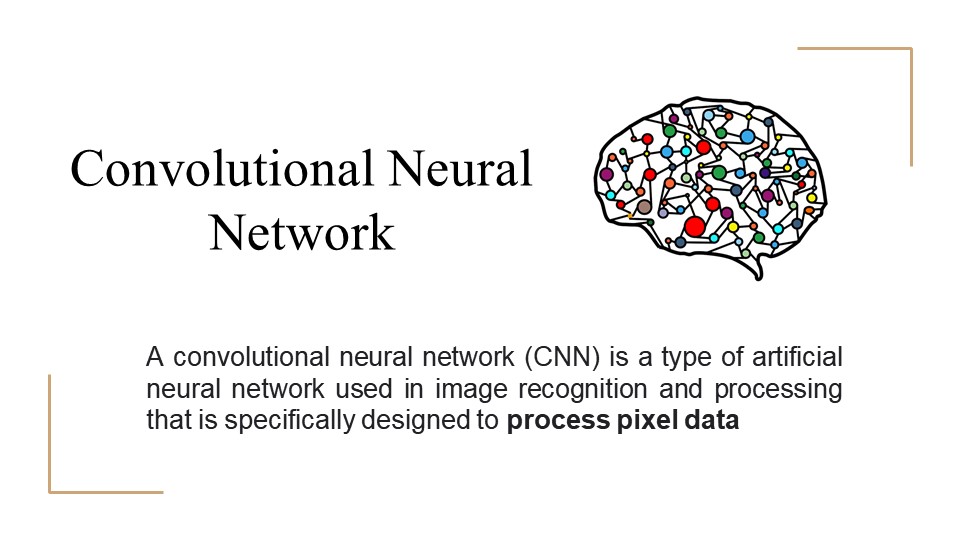 Convolutional Neural
Network
A convolutional neural network (CNN) is a type of artificial
neural network used in image recognition and processing
that is specifically designed to process pixel data